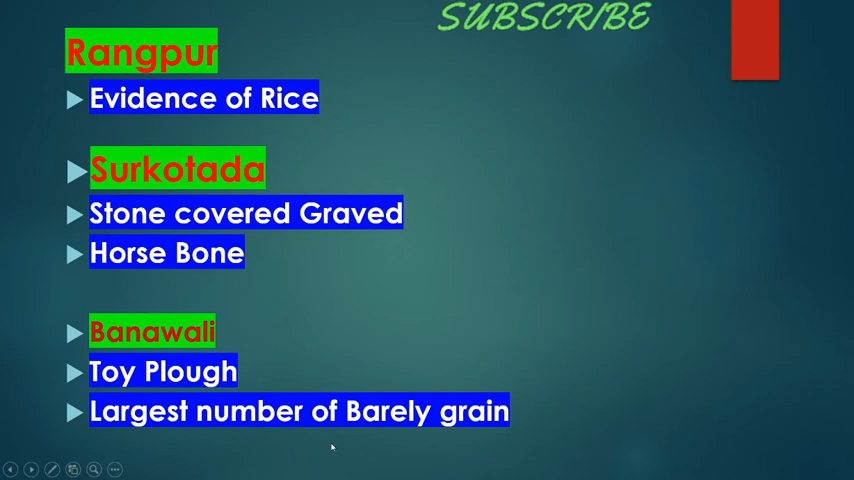 SUBSCRIBE
Rangpur
Evidence of Rice
Surkotada
Stone covered Graved
Horse Bone
Banawali
Toy Plough
Largest number of Barely grain